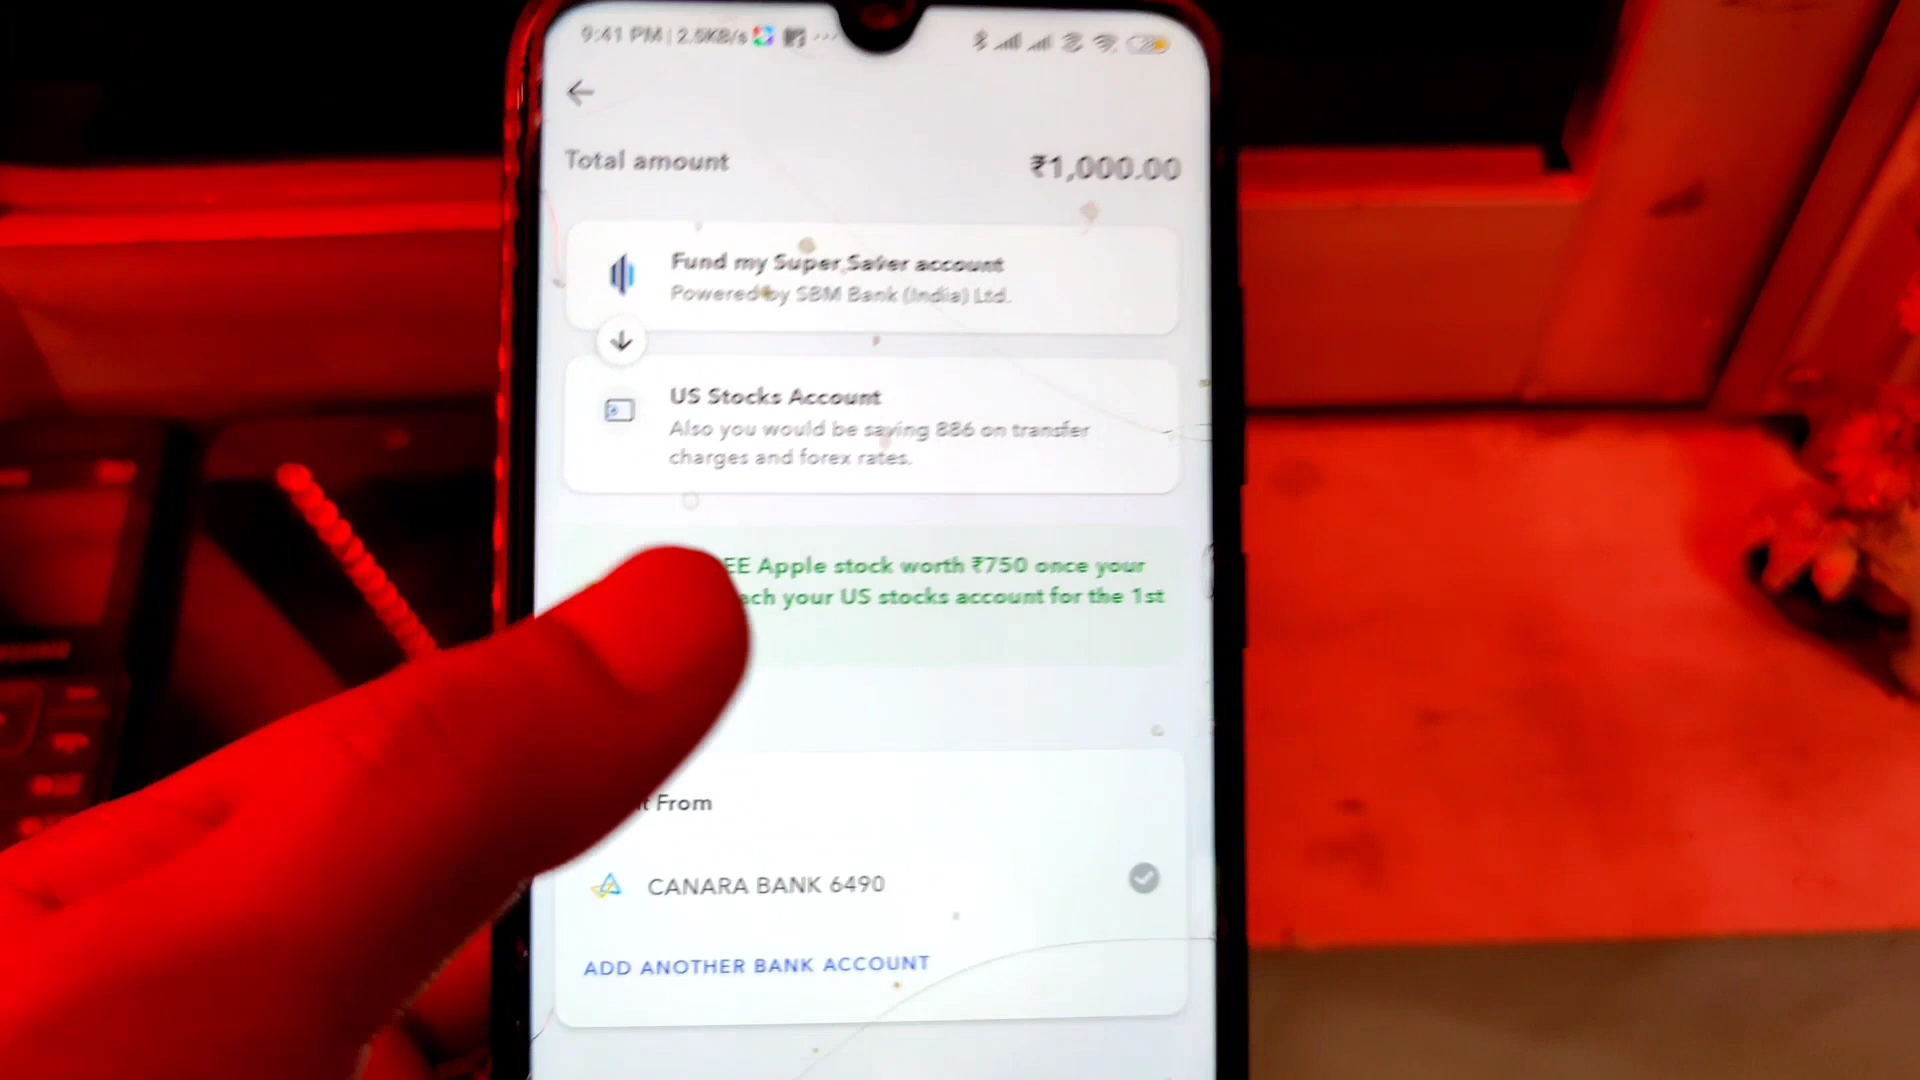 9:41 PM | 2.0KB/s
Total amount
₹1,000.00
Fund my Super Saver account
Powered by SBM Bank (India) Ltd.
US Stocks Account
Also you would be saving 886 on transfer
charges and forex rates.
Apple stock worth ₹750 once your
your US stocks account for the 1st
From
CANARA BANK 6490
ADD ANOTHER BANK ACCOUNT